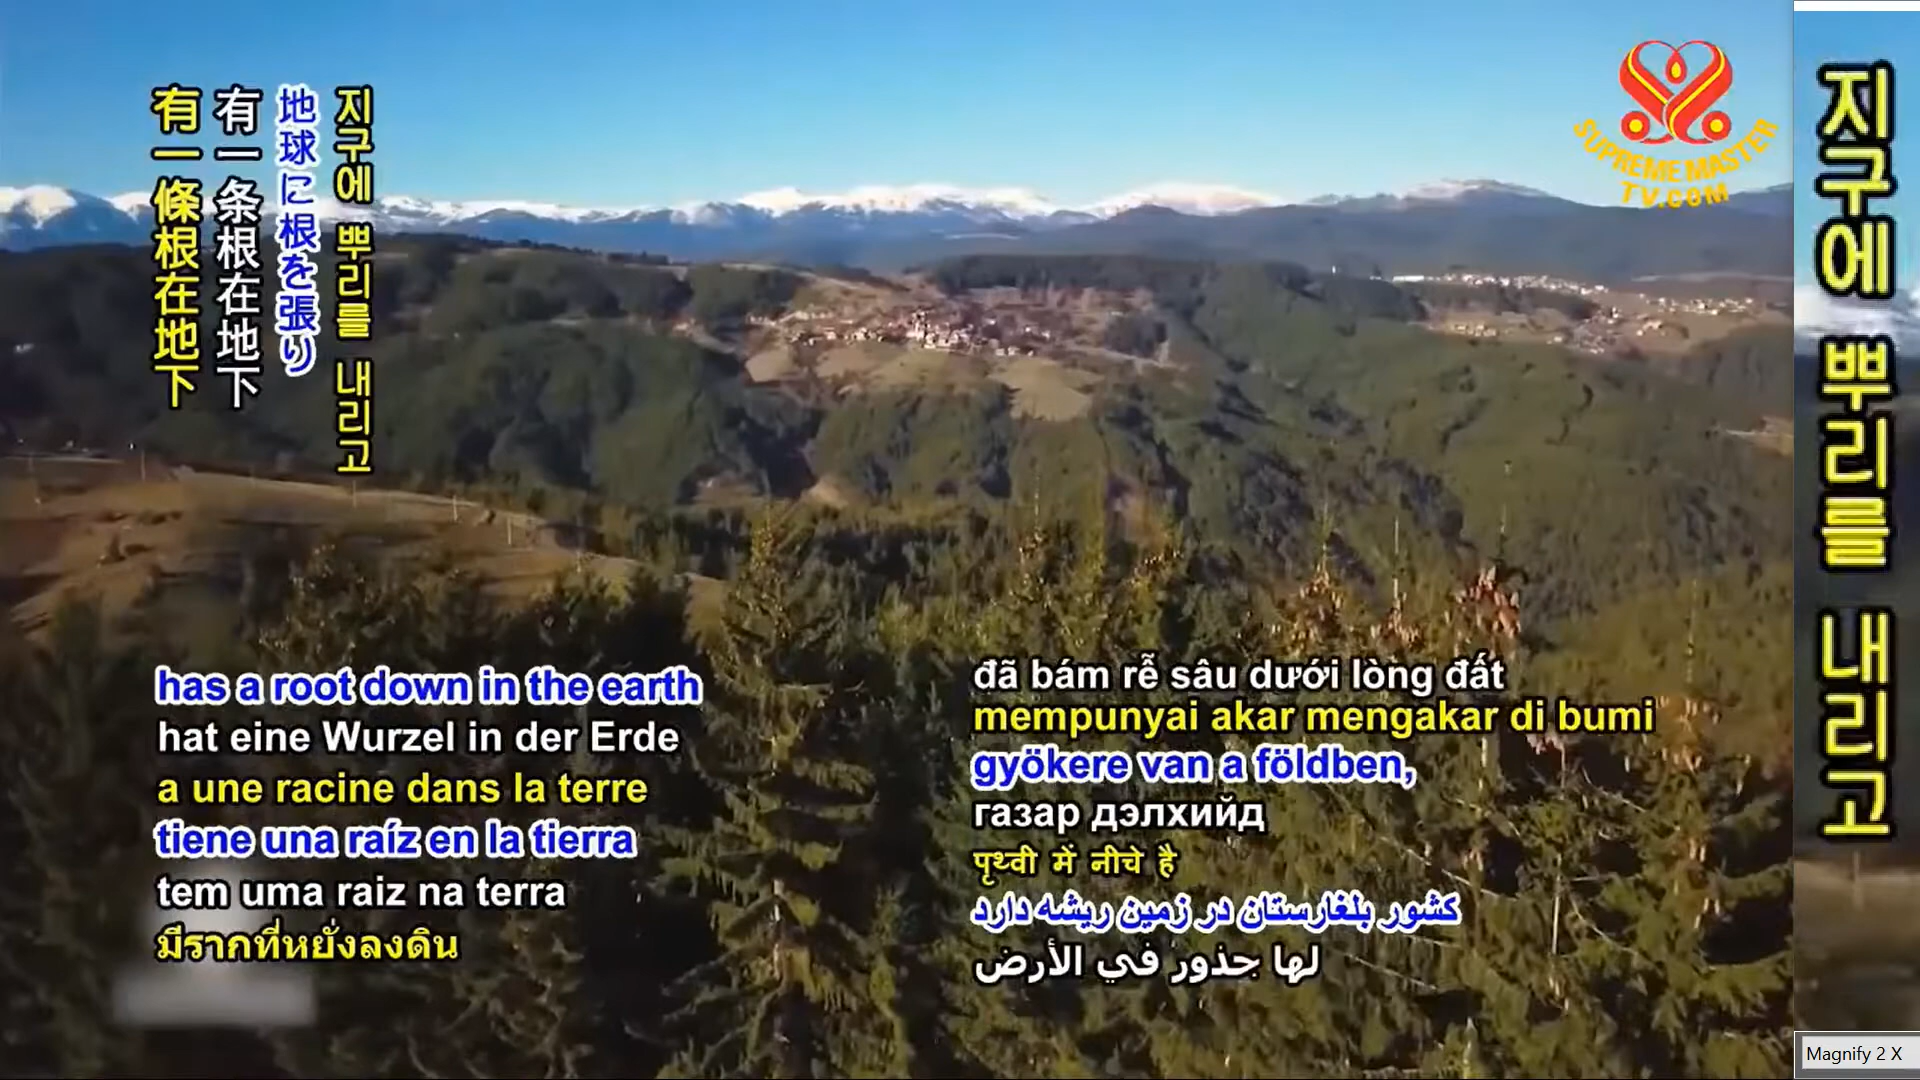 지구에 뿌리를 내리고
地球に根を張り
有一条根在地下
有一條根在地下
SUPREME MASTER
TV.COM
has a root down in the earth
hat eine Wurzel in der Erde
a une racine dans la terre
tiene una raíz en la tierra
tem uma raiz na terra
มีรากที่หยั่งลงดิน
đã bám rễ sâu dưới lòng đất
mempunyai akar mengakar di bumi
gyökere van a földben,
газар дэлхийд
पृथ्वी में नीचे है
کشور بلغارستان در زمین ریشه دارد
لها جذورٌ في الأرض
지구에 뿌리를 내리고
Magnify 2 X